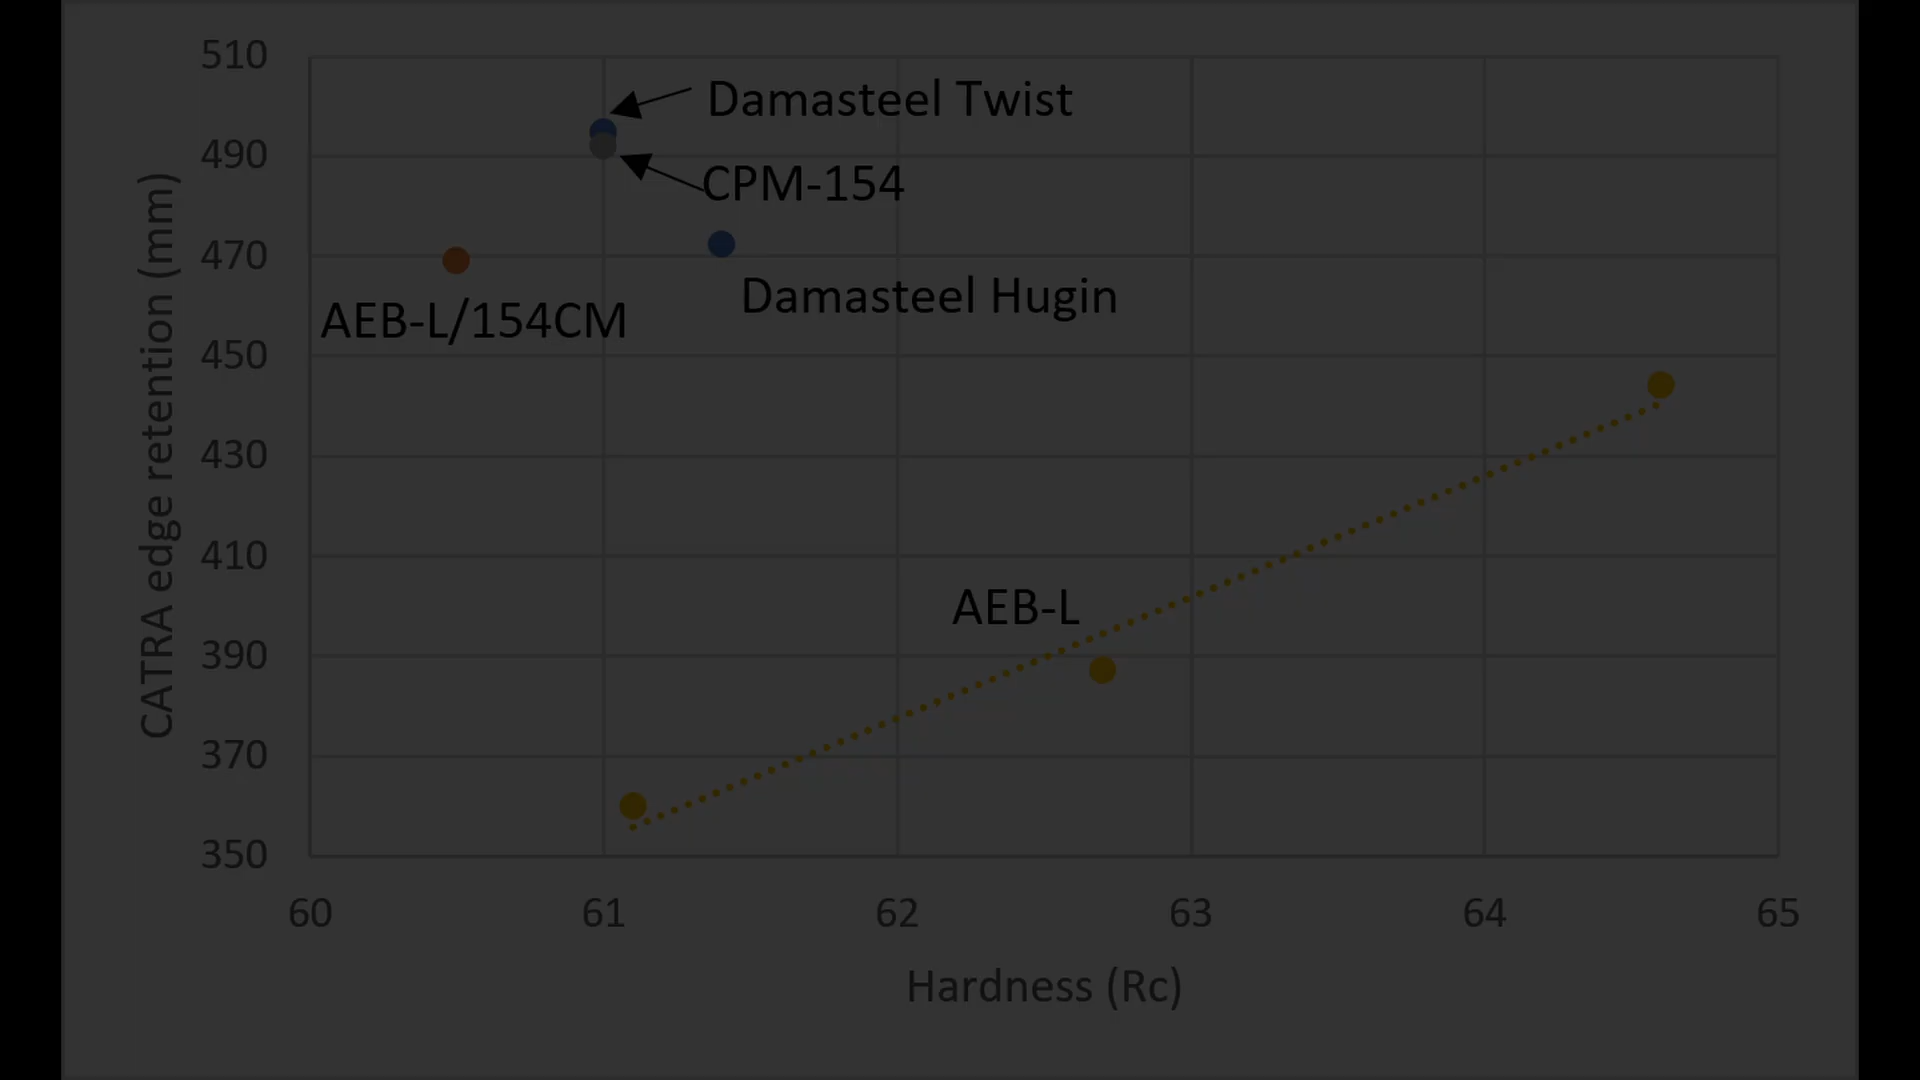 510
Damasteel Twist
490
CPM-154
470
Damasteel Hugin
AEB-L/154CM
450
430
410
AEB-L
390
370
350
60 61 62 63 64 65
Hardness (Rc)
CATRA edge retention (mm)